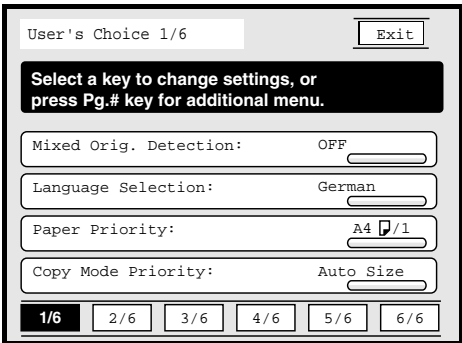 User's Choice 1/6
Exit
Select a key to change settings, or
press Pg.# key for additional menu.
Mixed Orig. Detection: OFF
Language Selection: German
Paper Priority: A4 /1
Copy Mode Priority: Auto Size
1/6 2/6 3/6 4/6 5/6 6/6